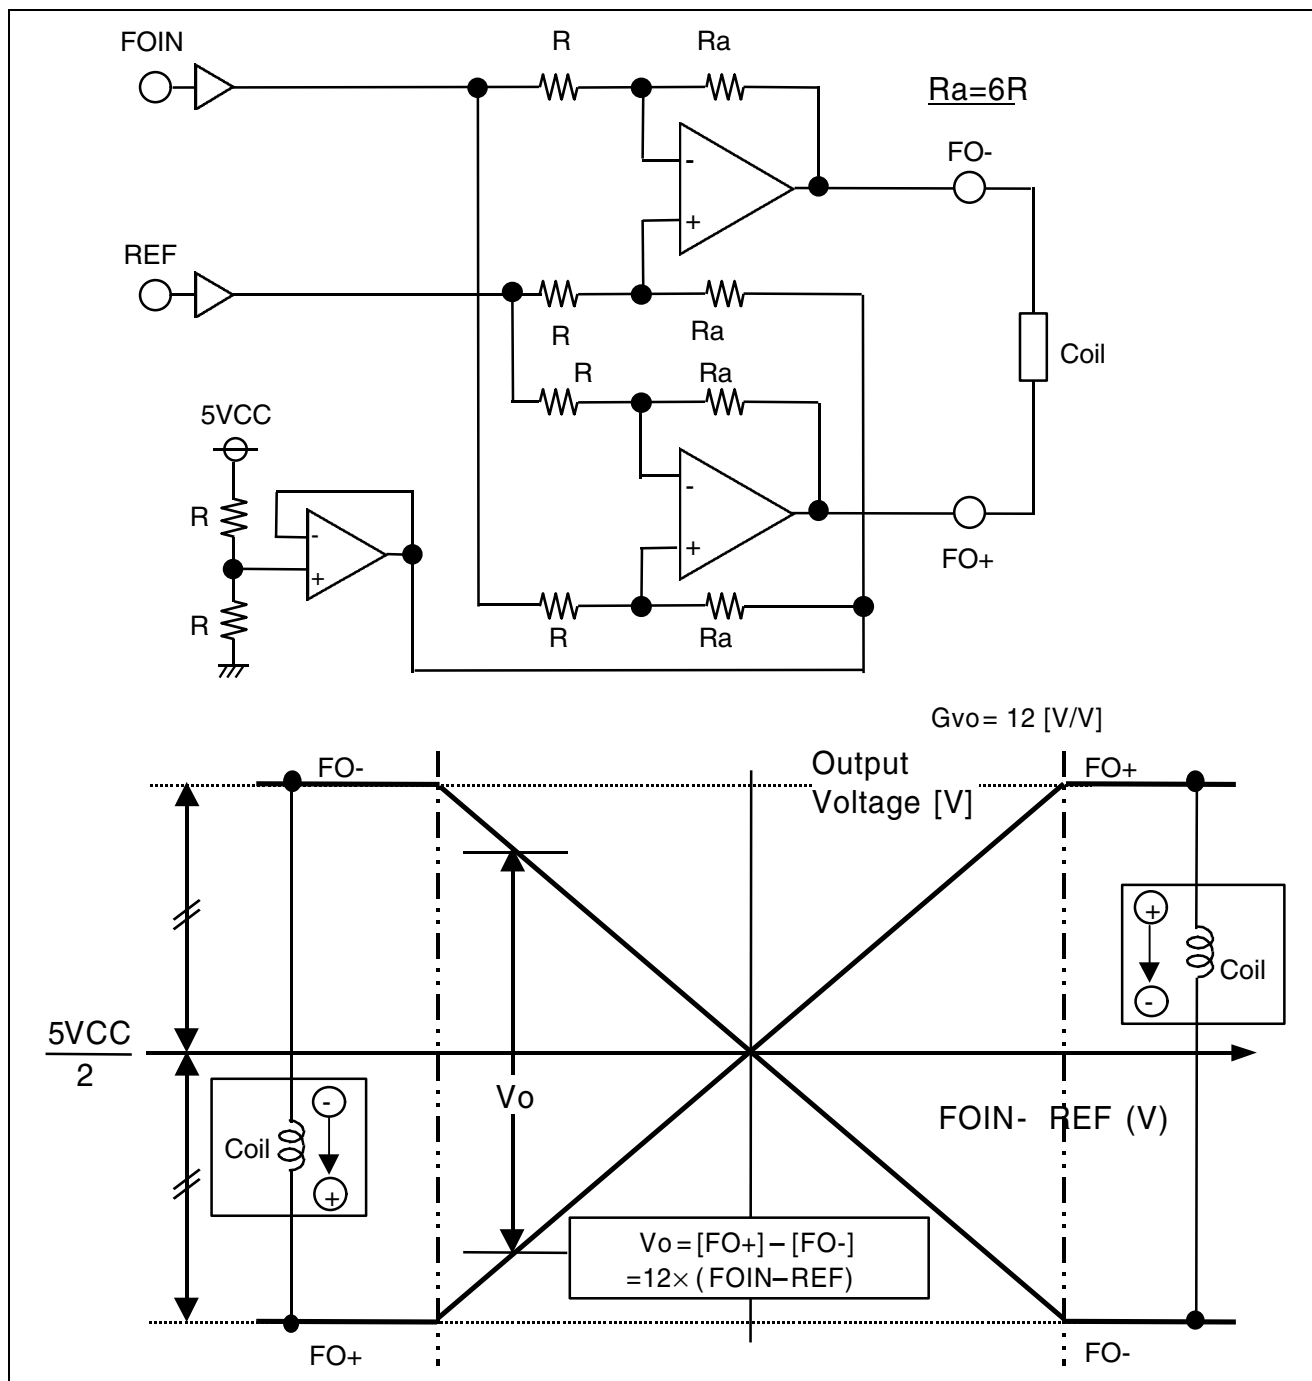 FOIN
R
Ra
Ra=6R
FO-
-
+
REF
R
Ra
Coil
R
Ra
5VCC
R
-
+
-
+
FO+
R
R
Ra
Gvo= 12 [V/V]
FO-
Output
Voltage [V]
FO+
+
-
Coil
5VCC
2
Vo
-
+
Coil
FOIN- REF (V)
Vo=[FO+]–[FO-]
=12×(FOIN–REF)
FO+
FO-